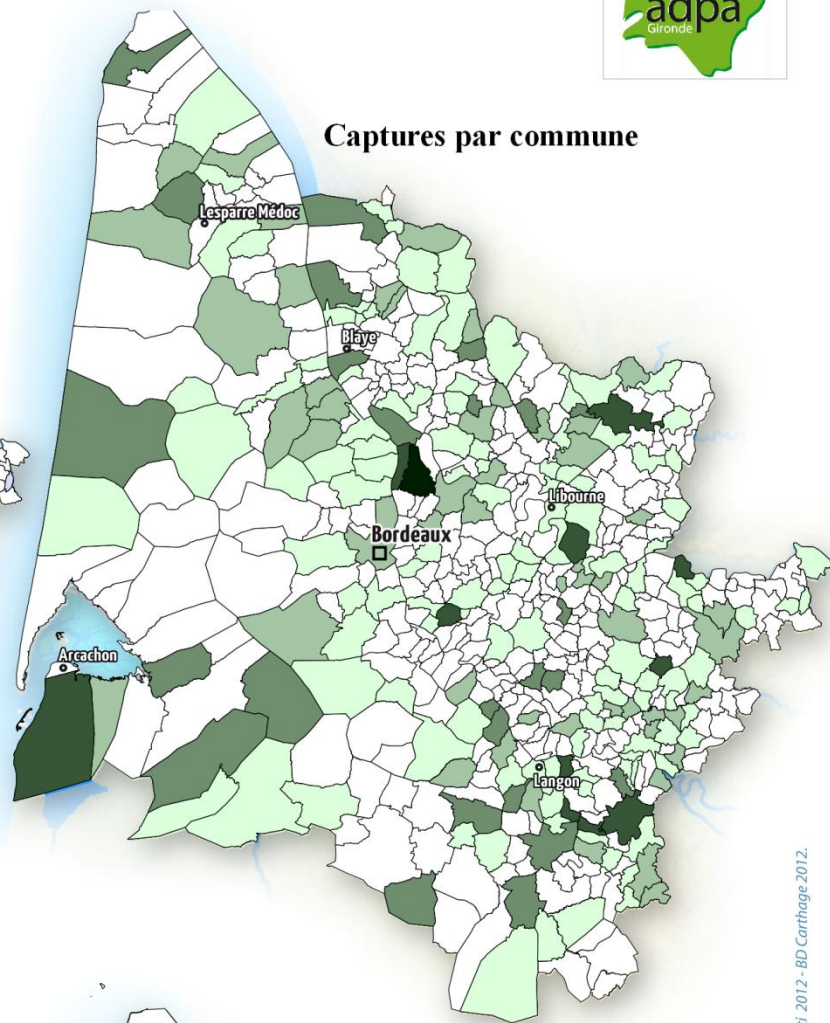 adpa
Gironde
Captures par commune
Lesparre Médoc
Blaye
Libourne
Bordeaux
Arcachon
Langon
2012 - BD Carthage 2012.